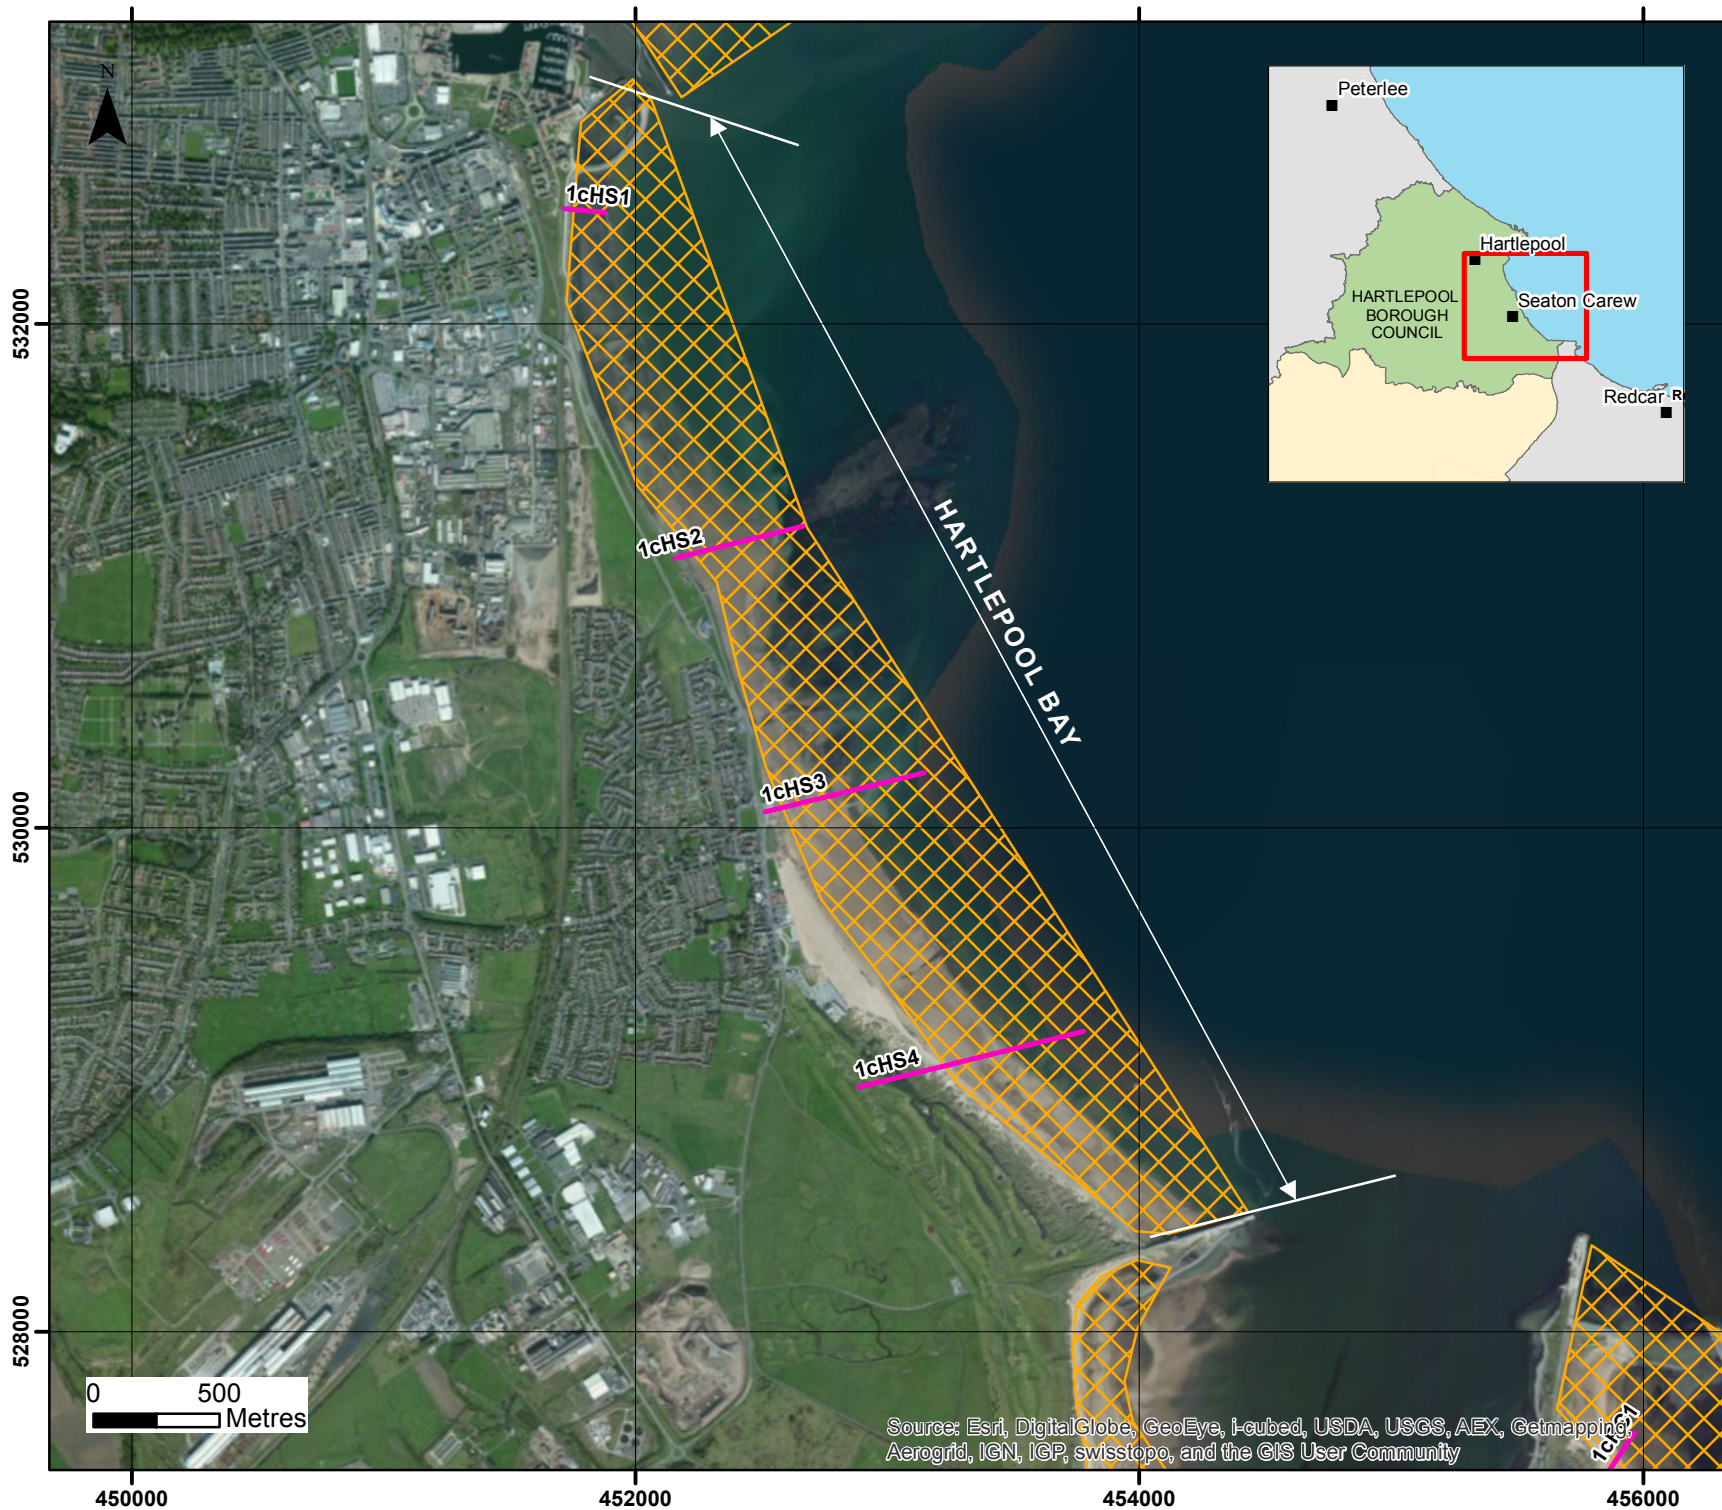 N
Peterlee
Hartlepool
HARTLEPOOL
BOROUGH
COUNCIL
Seaton Carew
Redcar
R
1cHS1
532000
1cHS2
HARTLEPOOL BAY
1cHS3
530000
1cHS4
528000
0 500
Metres
Source: Esri, DigitalGlobe, GeoEye, i-cubed, USDA, USGS, AEX, Getmapping,
Aerogrid, IGN, IGP, swisstopo, and the GIS User Community
450000 452000 454000 456000